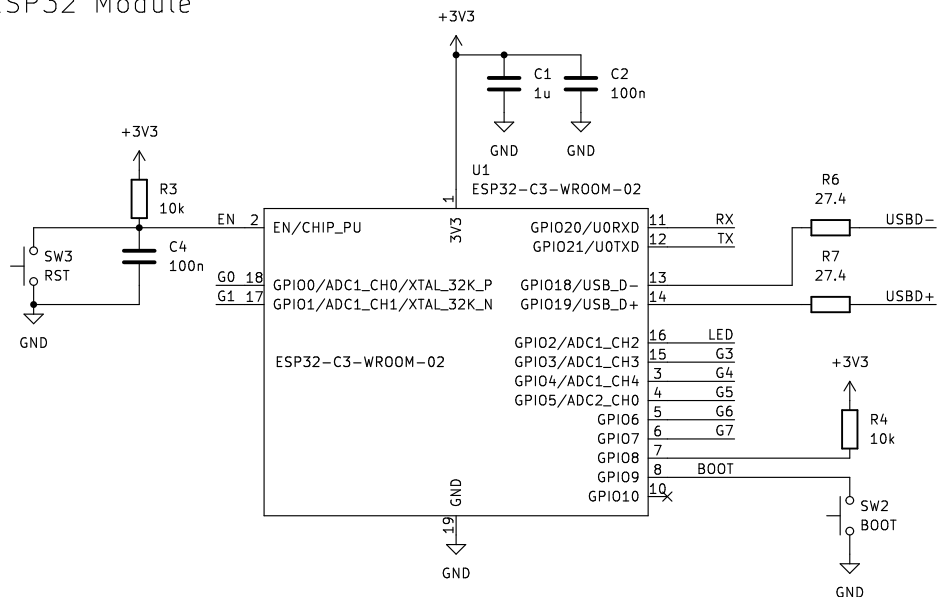 ESP32 Module
+3V3
C1
1u
C2
100n
GND
GND
+3V3
R3
10k
U1
ESP32-C3-WROOM-02
R6
27.4
EN 2
EN/CHIP_PU
1
3V3
GPIO20/U0RXD
11
RX
USBD-
GPIO21/U0TXD
12
TX
SW3
RST
C4
100n
R7
27.4
G0 18
GPIO0/ADC1_CH0/XTAL_32K_P
GPIO18/USB_D-
13
G1 17
GPIO1/ADC1_CH1/XTAL_32K_N
GPIO19/USB_D+
14
USBD+
GND
GPIO2/ADC1_CH2
16
LED
ESP32-C3-WROOM-02
GPIO3/ADC1_CH3
15
G3
+3V3
GPIO4/ADC1_CH4
3
G4
GPIO5/ADC2_CH0
4
G5
GPIO6
5
G6
R4
10k
GPIO7
6
G7
GPIO8
7
GPIO9
8
BOOT
GPIO10
10
GND
19
SW2
BOOT
GND
GND